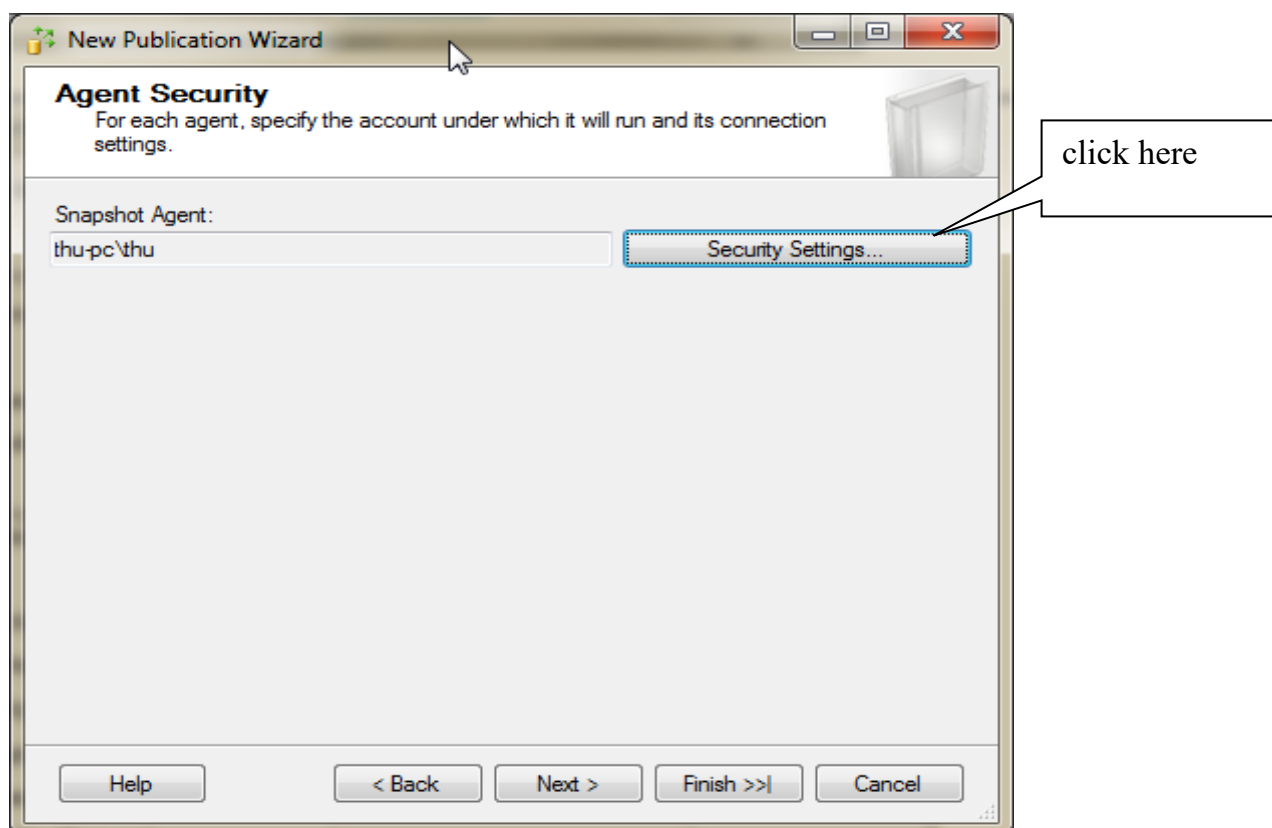 New Publication Wizard
Agent Security
For each agent, specify the account under which it will run and its connection
settings.
click here
Snapshot Agent:
thu-pc\thu
Security Settings...
Help
< Back
Next >
Finish >>|
Cancel